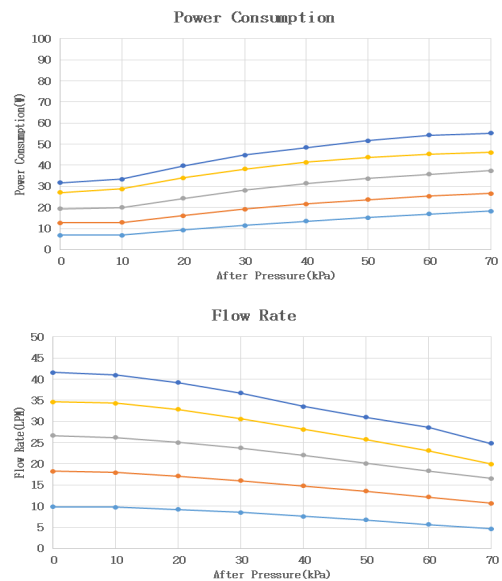 Power Consumption
100
90
80
70
60
50
40
30
20
10
0
Power Consumption(W)
0 10 20 30 40 50 60 70
After Pressure(kPa)
Flow Rate
50
45
40
35
30
25
20
15
10
5
0
Flow Rate(LPM)
0 10 20 30 40 50 60 70
After Pressure(kPa)